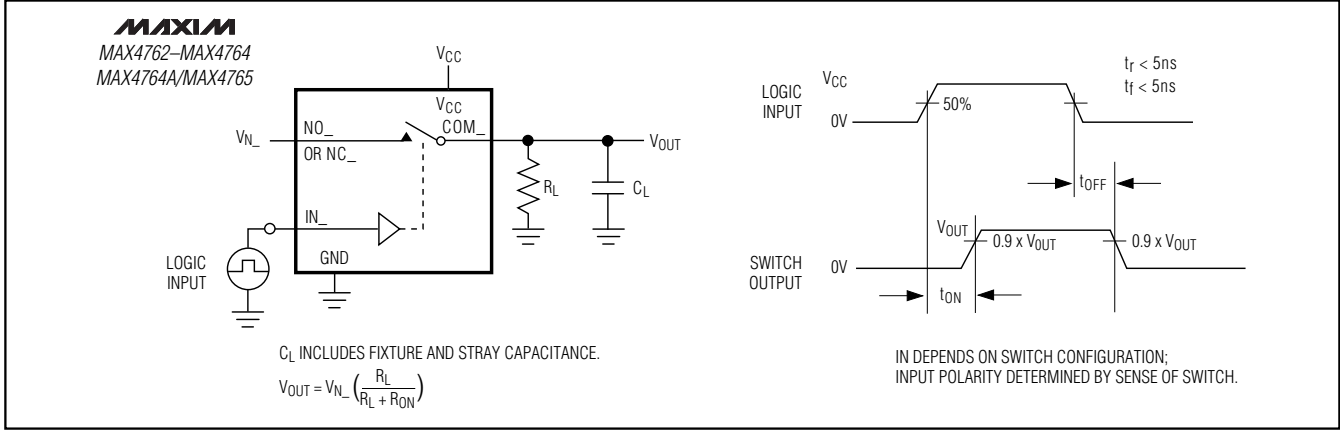 MAXIM
MAX4762–MAX4764
MAX4764A/MAX4765
VCC
VCC
VN_
NO_
COM_
VOUT
OR NC_
RL
CL
IN_
GND
LOGIC
INPUT
CL INCLUDES FIXTURE AND STRAY CAPACITANCE.
VOUT = VN_ (RL / RL + RON)
LOGIC
INPUT
VCC
0V
50%
tr < 5ns
tf < 5ns
tOFF
SWITCH
OUTPUT
VOUT
0V
0.9 x VOUT
0.9 x VOUT
tON
IN DEPENDS ON SWITCH CONFIGURATION;
INPUT POLARITY DETERMINED BY SENSE OF SWITCH.